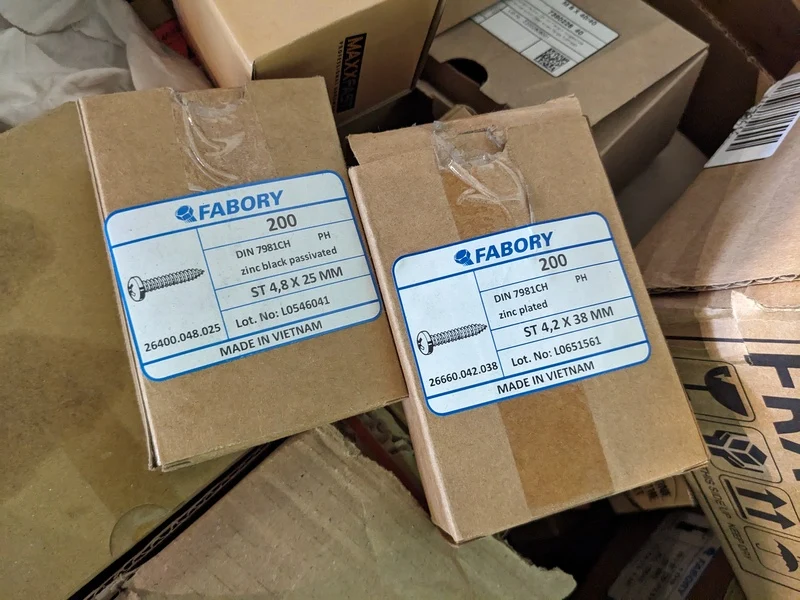 MAXX
FABORY
200
DIN 7981CH PH
zinc black passivated
ST 4,8 X 25 MM
26400.048.025
Lot. No: L0546041
MADE IN VIETNAM
FABORY
200
DIN 7981CH PH
zinc plated
ST 4,2 X 38 MM
26660.042.038
Lot. No: L0651561
MADE IN VIETNAM